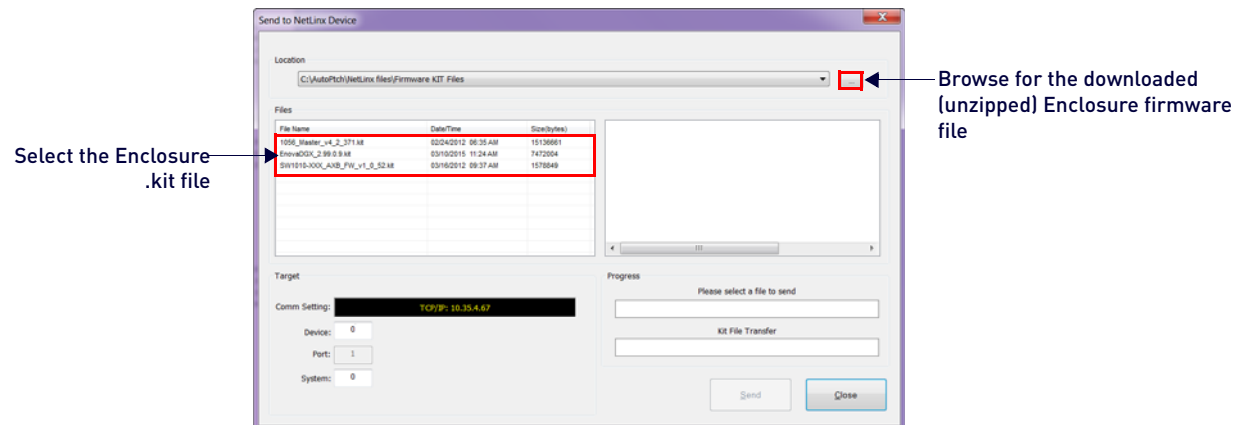 Send to NetLinx Device
X
Location
C:\AutoPtch\NetLinx files\Firmware KIT Files
...
Browse for the downloaded
(unzipped) Enclosure firmware
file
Files
File Name Date/Time Size(bytes)
1056_Master_v4_2_371.kit 02/24/2012 06:35 AM 15136661
EnovaDGX_2.99.0.9.kit 03/10/2015 11:24 AM 7472004
SW1010-XXX_AXB_FW_v1_0_52.kit 03/16/2012 09:37 AM 1578849
Select the Enclosure
.kit file
Target
Comm Setting: TCP/IP: 10.35.4.67
Device: 0
Port: 1
System: 0
Progress
Please select a file to send
Kit File Transfer
Send
Close